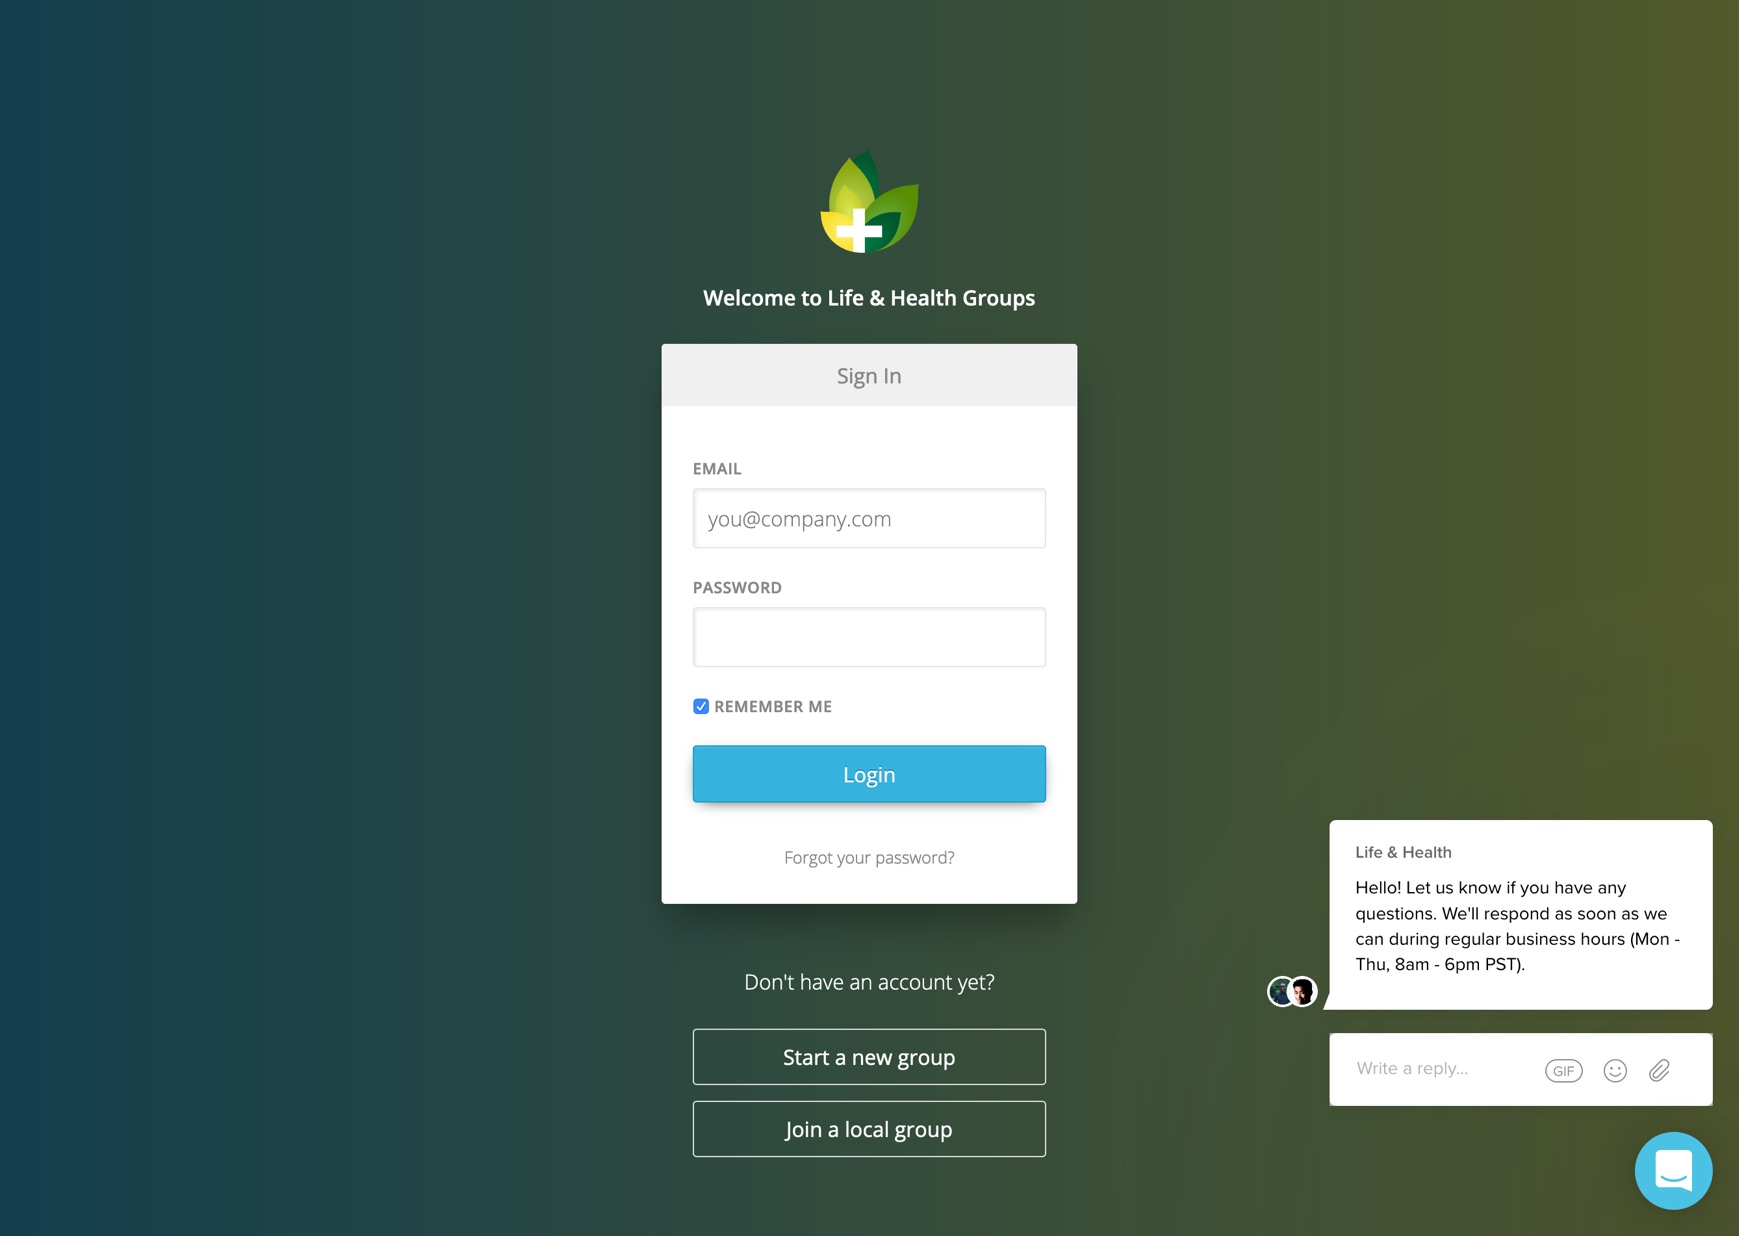 Welcome to Life & Health Groups
Sign In
EMAIL
you@company.com
PASSWORD
REMEMBER ME
Login
Forgot your password?
Don't have an account yet?
Start a new group
Join a local group
Life & Health
Hello! Let us know if you have any
questions. We'll respond as soon as we
can during regular business hours (Mon -
Thu, 8am - 6pm PST).
Write a reply...
GIF